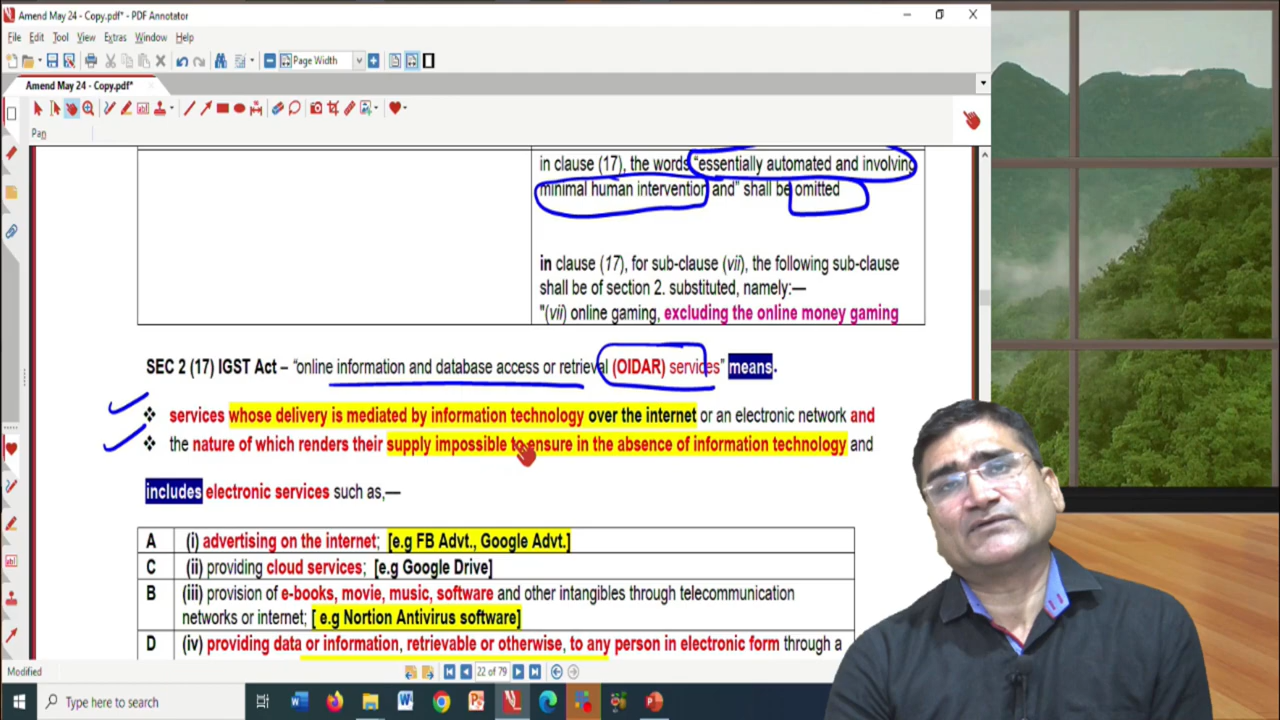 Amend May 24 - Copy.pdf* - PDF Annotator
File Edit Tool View Extras Window Help
Page Width
Amend May 24 - Copy.pdf*
Pan
in clause (17), the words "essentially automated and involving
minimal human intervention and" shall be omitted
in clause (17), for sub-clause (vii), the following sub-clause
shall be of section 2. substituted, namely:—
"(vii) online gaming, excluding the online money gaming
SEC 2 (17) IGST Act – “online information and database access or retrieval (OIDAR) services” means-
❖ services whose delivery is mediated by information technology over the internet or an electronic network and
❖ the nature of which renders their supply impossible to ensure in the absence of information technology and
includes electronic services such as,—
A (i) advertising on the internet; [e.g FB Advt., Google Advt.]
C (ii) providing cloud services; [e.g Google Drive]
B (iii) provision of e-books, movie, music, software and other intangibles through telecommunication
networks or internet; [ e.g Nortion Antivirus software]
D (iv) providing data or information, retrievable or otherwise, to any person in electronic form through a
Modified
22 of 79
Type here to search